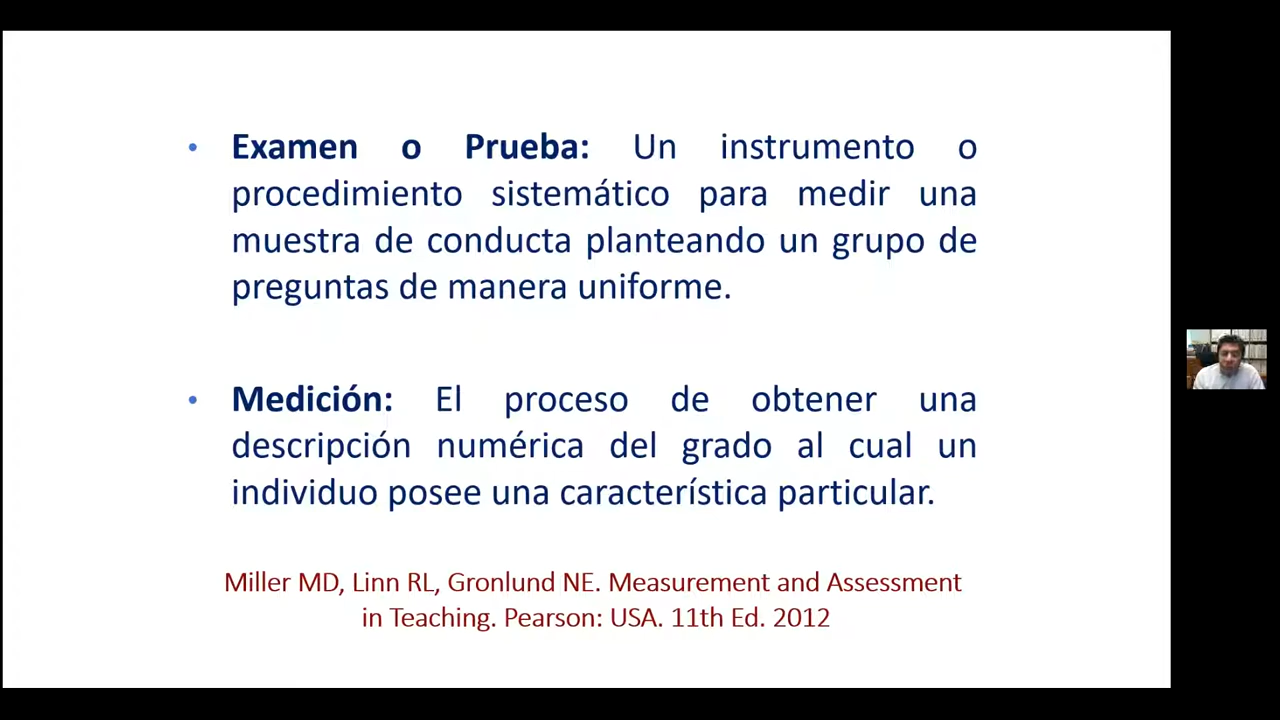 • Examen o Prueba: Un instrumento o
procedimiento sistemático para medir una
muestra de conducta planteando un grupo de
preguntas de manera uniforme.
• Medición: El proceso de obtener una
descripción numérica del grado al cual un
individuo posee una característica particular.
Miller MD, Linn RL, Gronlund NE. Measurement and Assessment
in Teaching. Pearson: USA. 11th Ed. 2012